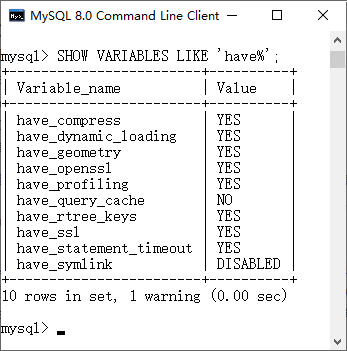 MySQL 8.0 Command Line Client
mysql> SHOW VARIABLES LIKE 'have%';
+------------------------+----------+
| Variable_name          | Value    |
+------------------------+----------+
| have_compress          | YES      |
| have_dynamic_loading   | YES      |
| have_geometry          | YES      |
| have_openssl           | YES      |
| have_profiling         | YES      |
| have_query_cache       | NO       |
| have_rtree_keys        | YES      |
| have_ssl               | YES      |
| have_statement_timeout | YES      |
| have_symlink           | DISABLED |
+------------------------+----------+
10 rows in set, 1 warning (0.00 sec)
mysql>